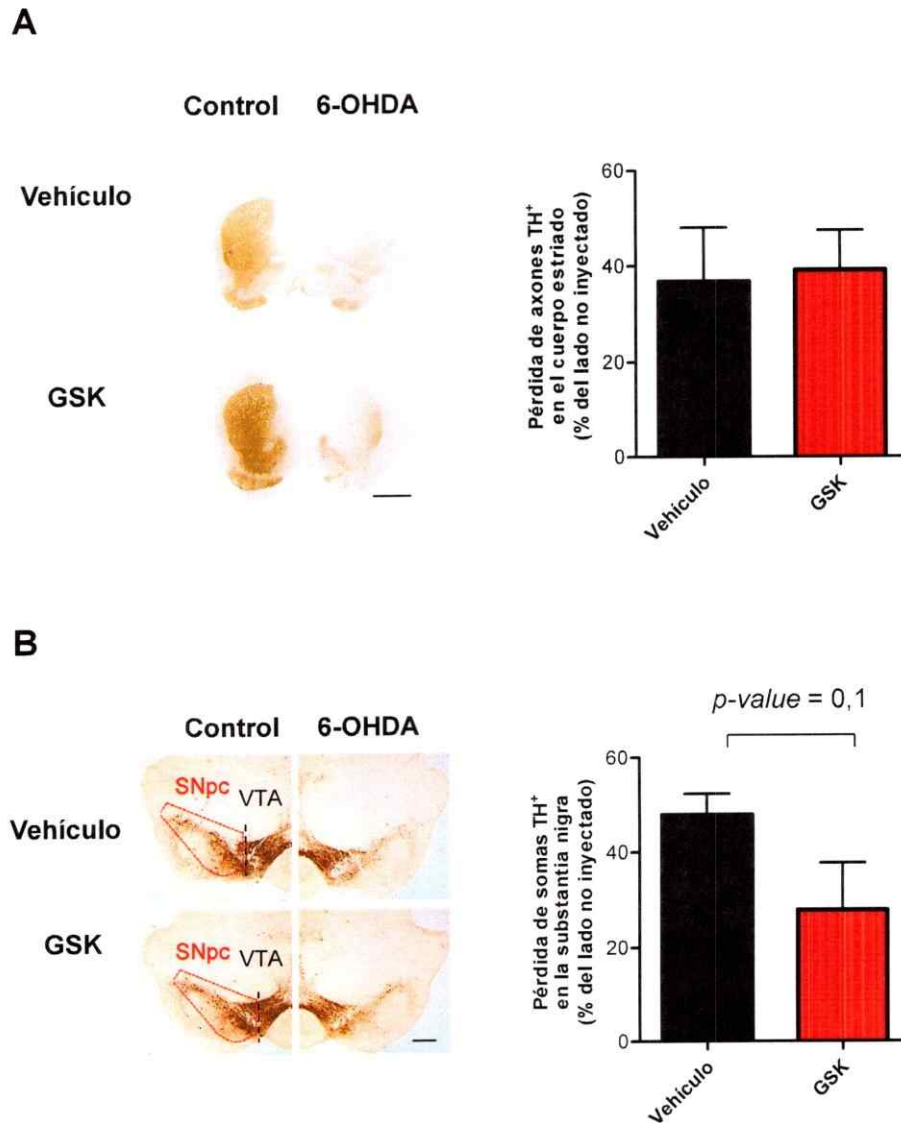 A
Control 6-OHDA
Vehículo
GSK
Pérdida de axones TH⁺
en el cuerpo estriado
(% del lado no inyectado)
60
40
20
0
Vehículo
GSK
B
Control 6-OHDA
Vehículo
SNpc
VTA
GSK
SNpc
VTA
p-value = 0,1
Pérdida de somas TH⁺
en la substantia nigra
(% del lado no inyectado)
60
40
20
0
Vehículo
GSK